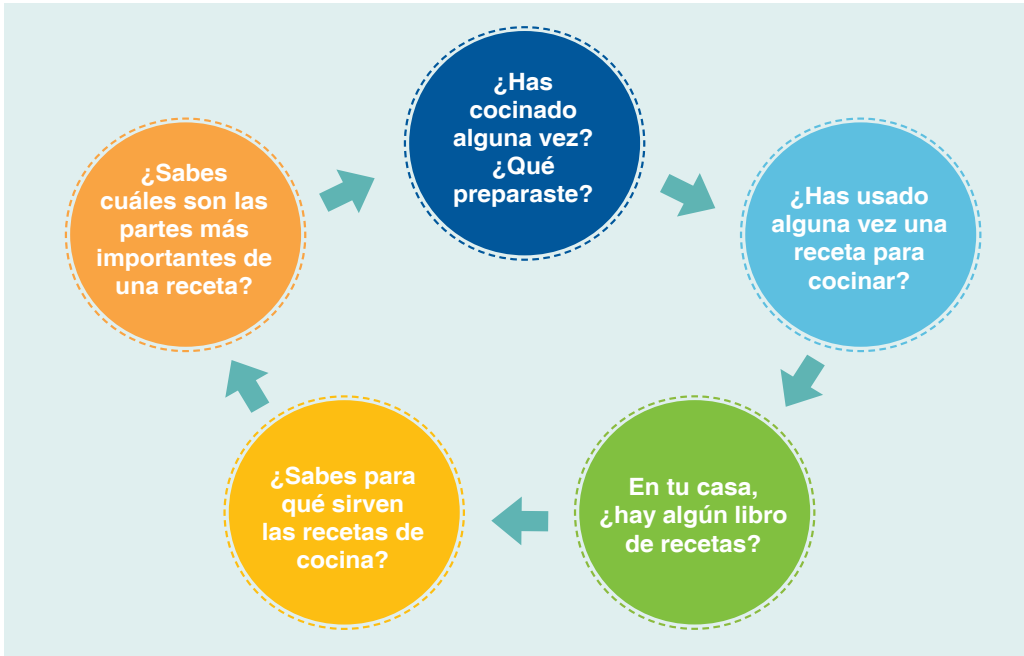 ¿Has
cocinado
alguna vez?
¿Qué
preparaste?
¿Has usado
alguna vez una
receta para
cocinar?
En tu casa,
¿hay algún libro
de recetas?
¿Sabes para
qué sirven
las recetas de
cocina?
¿Sabes
cuáles son las
partes más
importantes de
una receta?